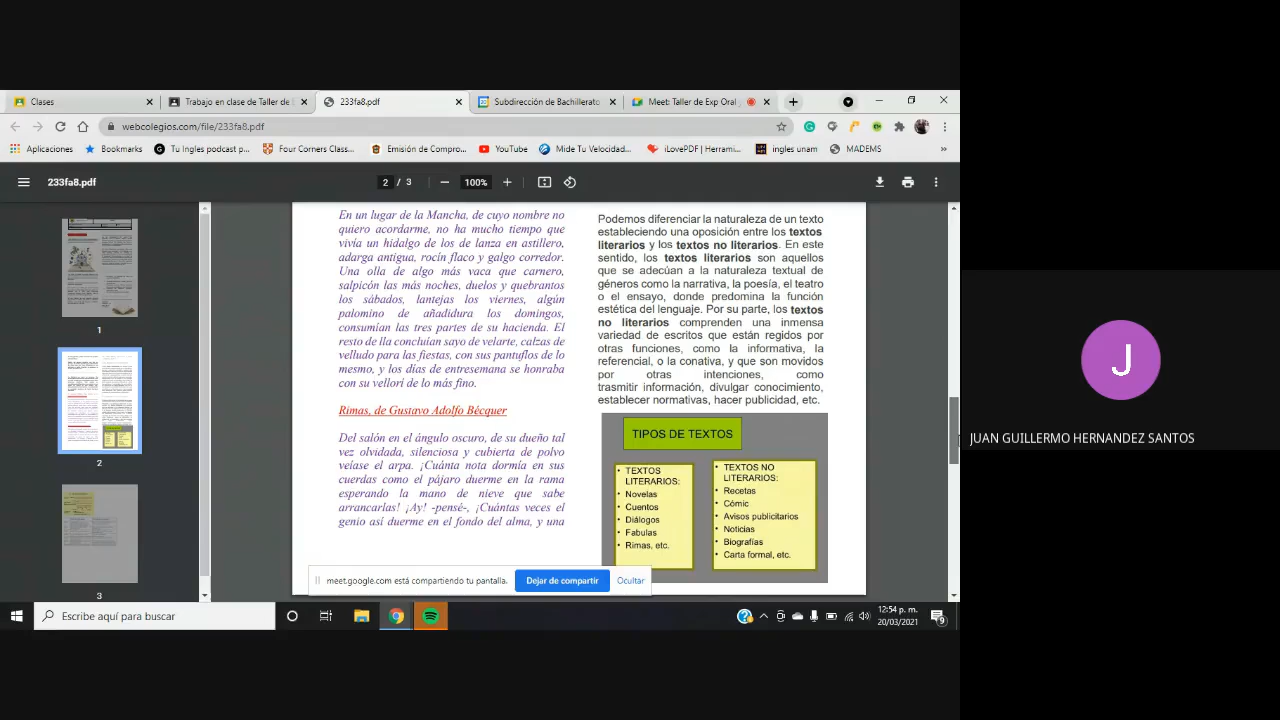 Clases
Trabajo en clase de Taller de E
233fa8.pdf
Subdirección de Bachillerato
Meet: Taller de Exp Oral
webcolegios.com/file/233fa8.pdf
Aplicaciones
Bookmarks
Tu Ingles podcast p...
Four Corners Class...
Emisión de Compro...
YouTube
Mide Tu Velocidad...
iLovePDF | Herrami...
ingles unam
MADEMS
»
233fa8.pdf
2 / 3
100%
1
2
3
En un lugar de la Mancha, de cuyo nombre no
quiero acordarme, no ha mucho tiempo que
vivía un hidalgo de los de lanza en astillero,
adarga antigua, rocín flaco y galgo corredor.
Una olla de algo más vaca que carnero,
salpicón las más noches, duelos y quebrantos
los sábados, lantejas los viernes, algún
palomino de añadidura los domingos,
consumían las tres partes de su hacienda. El
resto de lla concluían sayo de velarte, calzas de
velludo para las fiestas, con sus pantuflos de lo
mesmo, y los días de entresemana se honraba
con su vellorí de lo más fino.
Rimas, de Gustavo Adolfo Bécquer
Del salón en el ángulo oscuro, de su dueño tal
vez olvidada, silenciosa y cubierta de polvo
veíase el arpa. ¡Cuánta nota dormía en sus
cuerdas como el pájaro duerme en la rama
esperando la mano de nieve que sabe
arrancarlas! ¡Ay! -pensé-, ¡Cuántas veces el
genio así duerme en el fondo del alma, y una
Podemos diferenciar la naturaleza de un texto
estableciendo una oposición entre los textos
literarios y los textos no literarios. En este
sentido, los textos literarios son aquellos
que se adecúan a la naturaleza textual de
géneros como la narrativa, la poesía, el teatro
o el ensayo, donde predomina la función
estética del lenguaje. Por su parte, los textos
no literarios comprenden una inmensa
variedad de escritos que están regidos por
otras funciones, como la informativa, la
referencial, o la conativa, y que son movidos
por otras intenciones, como
trasmitir información, divulgar conocimiento,
establecer normativas, hacer publicidad, etc.
TIPOS DE TEXTOS
• TEXTOS
LITERARIOS:
• Novelas
• Cuentos
• Diálogos
• Fabulas
• Rimas, etc.
• TEXTOS NO
LITERARIOS:
• Recetas
• Cómic
• Avisos publicitarios
• Noticias
• Biografías
• Carta formal, etc.
meet.google.com está compartiendo tu pantalla.
Dejar de compartir
Ocultar
Escribe aquí para buscar
12:54 p. m.
20/03/2021
9
J
JUAN GUILLERMO HERNANDEZ SANTOS